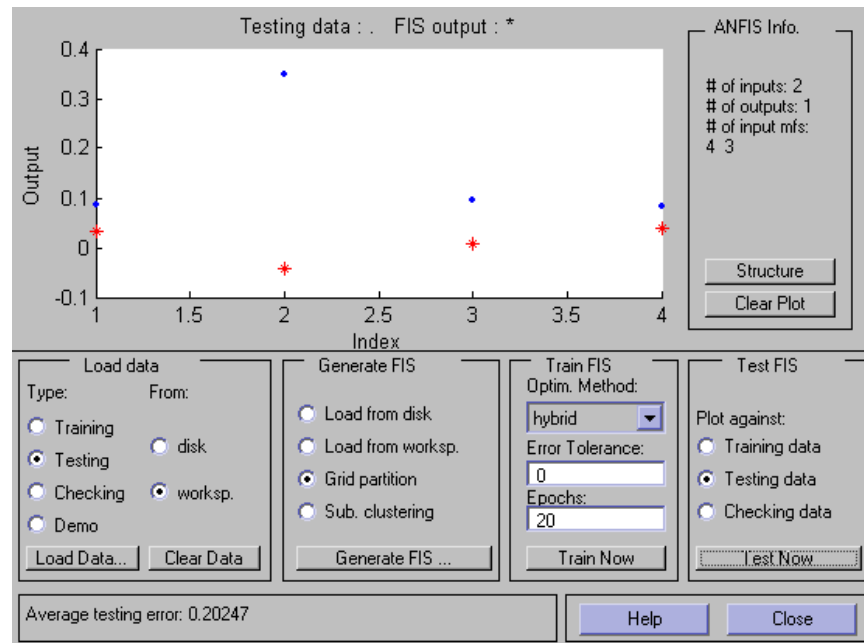 Testing data : .   FIS output : *
0.4
0.3
0.2
0.1
0
-0.1
Output
1 1.5 2 2.5 3 3.5 4
Index
ANFIS Info.
# of inputs: 2
# of outputs: 1
# of input mfs:
4 3
Structure
Clear Plot
Load data
Type: From:
Training
Testing
Checking
Demo
disk
worksp.
Load Data...
Clear Data
Generate FIS
Load from disk
Load from worksp.
Grid partition
Sub. clustering
Generate FIS ...
Train FIS
Optim. Method:
hybrid
Error Tolerance:
0
Epochs:
20
Train Now
Test FIS
Plot against:
Training data
Testing data
Checking data
Test Now
Average testing error: 0.20247
Help
Close